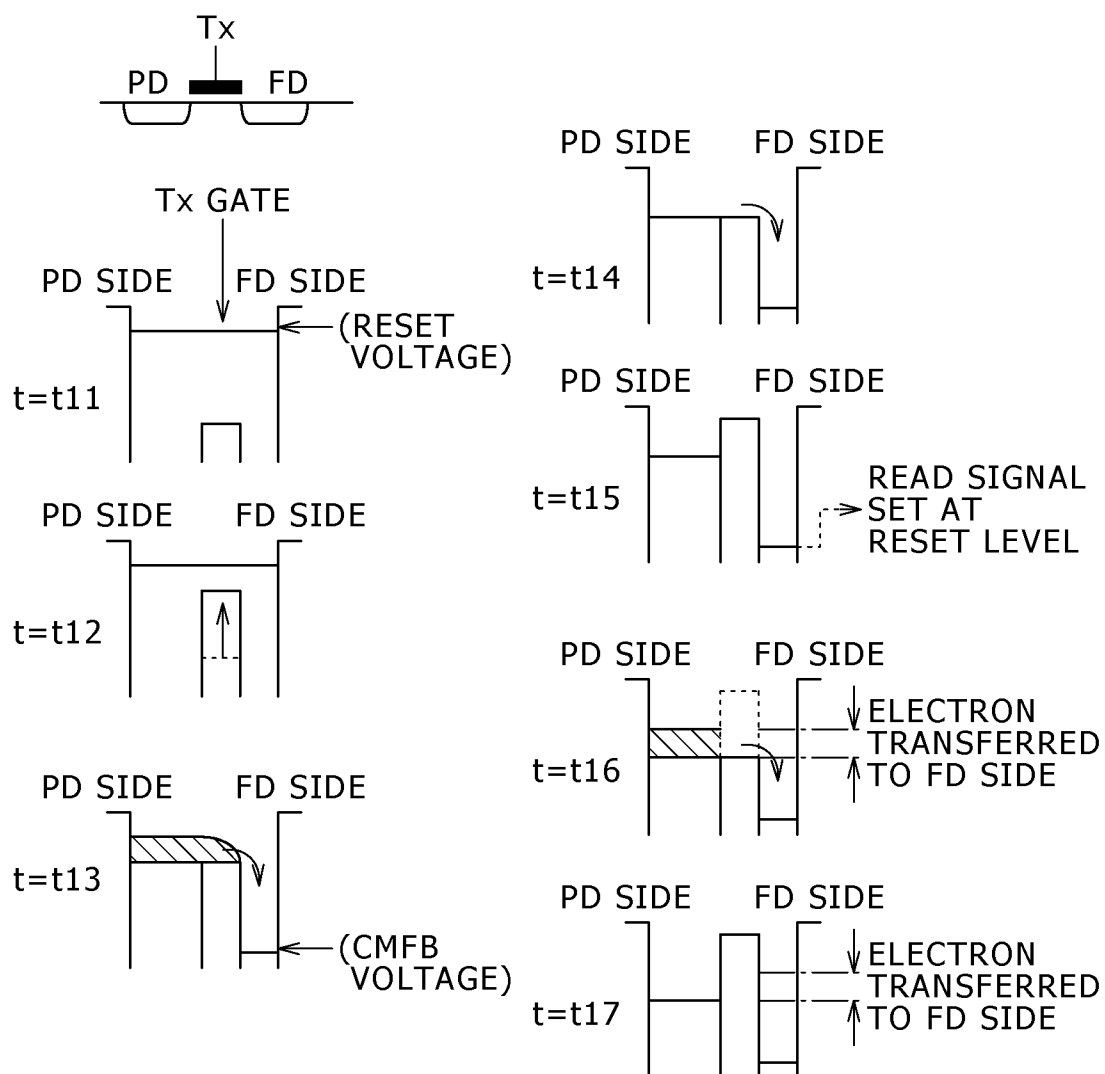 Tx
PD FD
Tx GATE
PD SIDE FD SIDE
(RESET
VOLTAGE)
t=t11
PD SIDE FD SIDE
t=t12
PD SIDE FD SIDE
t=t13
(CMFB
VOLTAGE)
PD SIDE FD SIDE
t=t14
PD SIDE FD SIDE
t=t15
READ SIGNAL
SET AT
RESET LEVEL
PD SIDE FD SIDE
t=t16
ELECTRON
TRANSFERRED
TO FD SIDE
PD SIDE FD SIDE
t=t17
ELECTRON
TRANSFERRED
TO FD SIDE